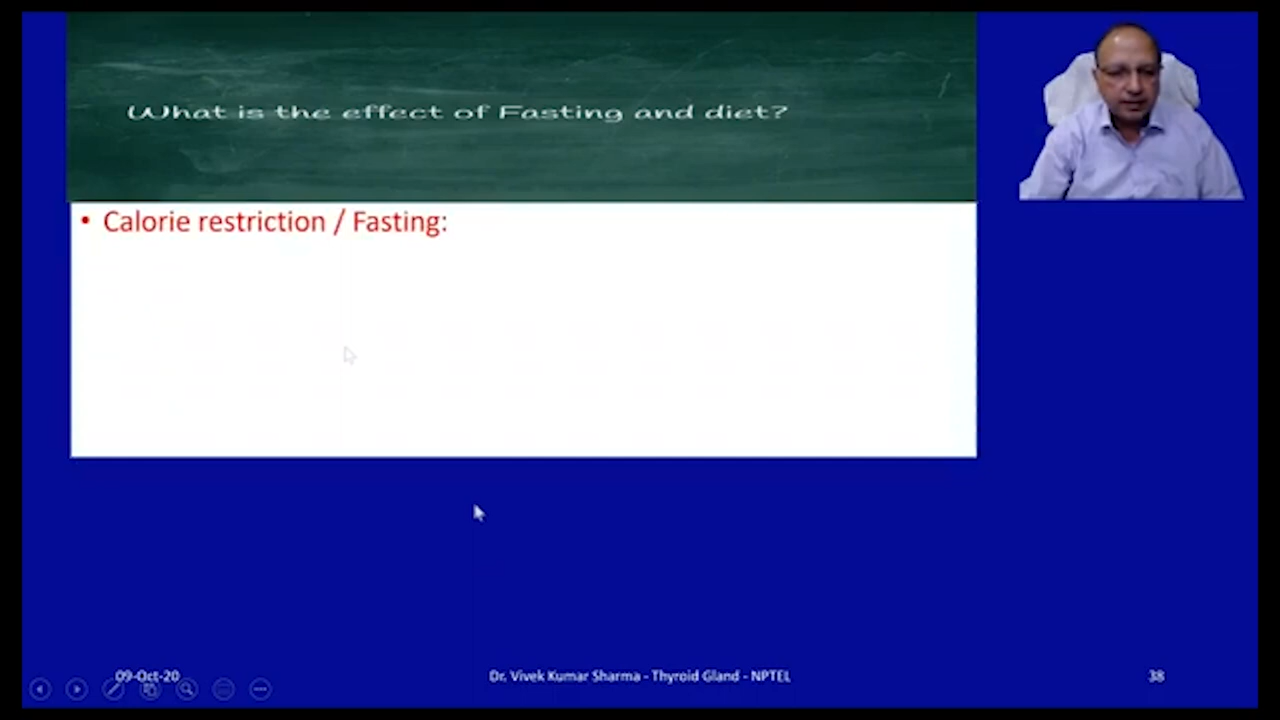 What is the effect of Fasting and diet?
• Calorie restriction / Fasting:
09-Oct-20
Dr. Vivek Kumar Sharma - Thyroid Gland - NPTEL
38